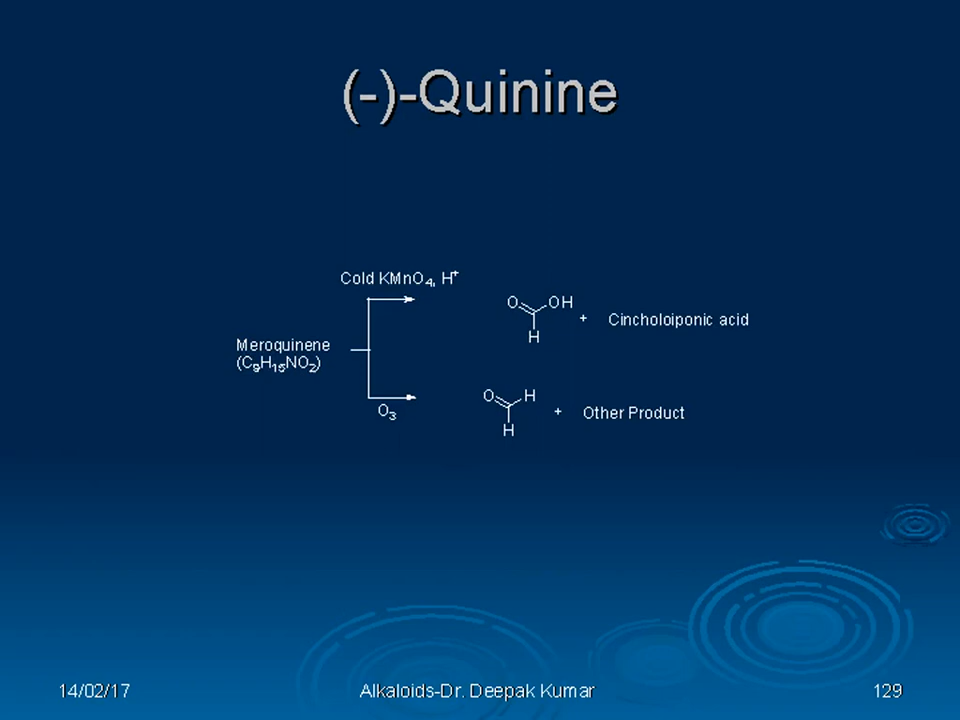 (-)-Quinine
Cold KMnO₄, H⁺
O OH
+ Cincholoiponic acid
H
Meroquinene
(C₉H₁₅NO₂)
O H
O₃
+ Other Product
H
14/02/17 Alkaloids-Dr. Deepak Kumar 129